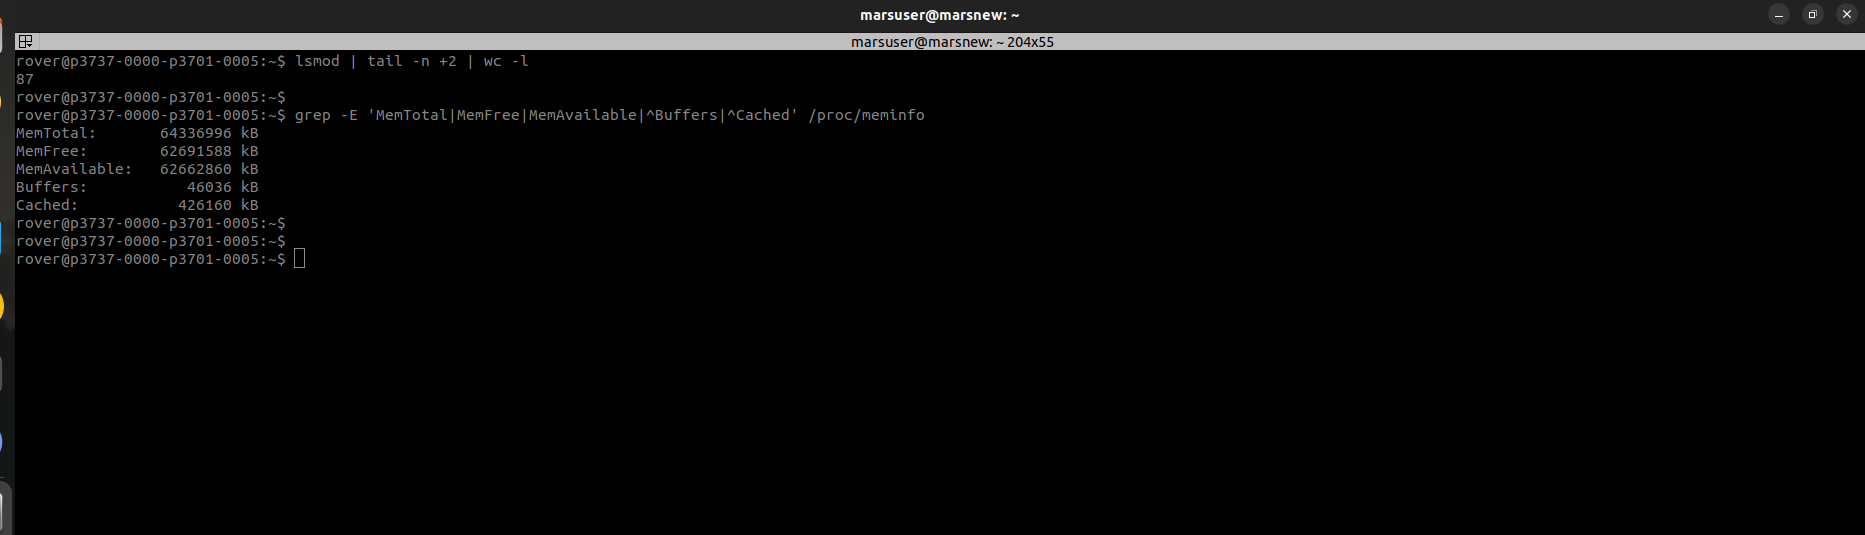 marsuser@marsnew: ~
marsuser@marsnew: ~ 204x55
rover@p3737-0000-p3701-0005:~$ lsmod | tail -n +2 | wc -l
87
rover@p3737-0000-p3701-0005:~$
rover@p3737-0000-p3701-0005:~$ grep -E 'MemTotal|MemFree|MemAvailable|^Buffers|^Cached' /proc/meminfo
MemTotal:       64336996 kB
MemFree:        62691588 kB
MemAvailable:   62662860 kB
Buffers:           46036 kB
Cached:           426160 kB
rover@p3737-0000-p3701-0005:~$
rover@p3737-0000-p3701-0005:~$
rover@p3737-0000-p3701-0005:~$